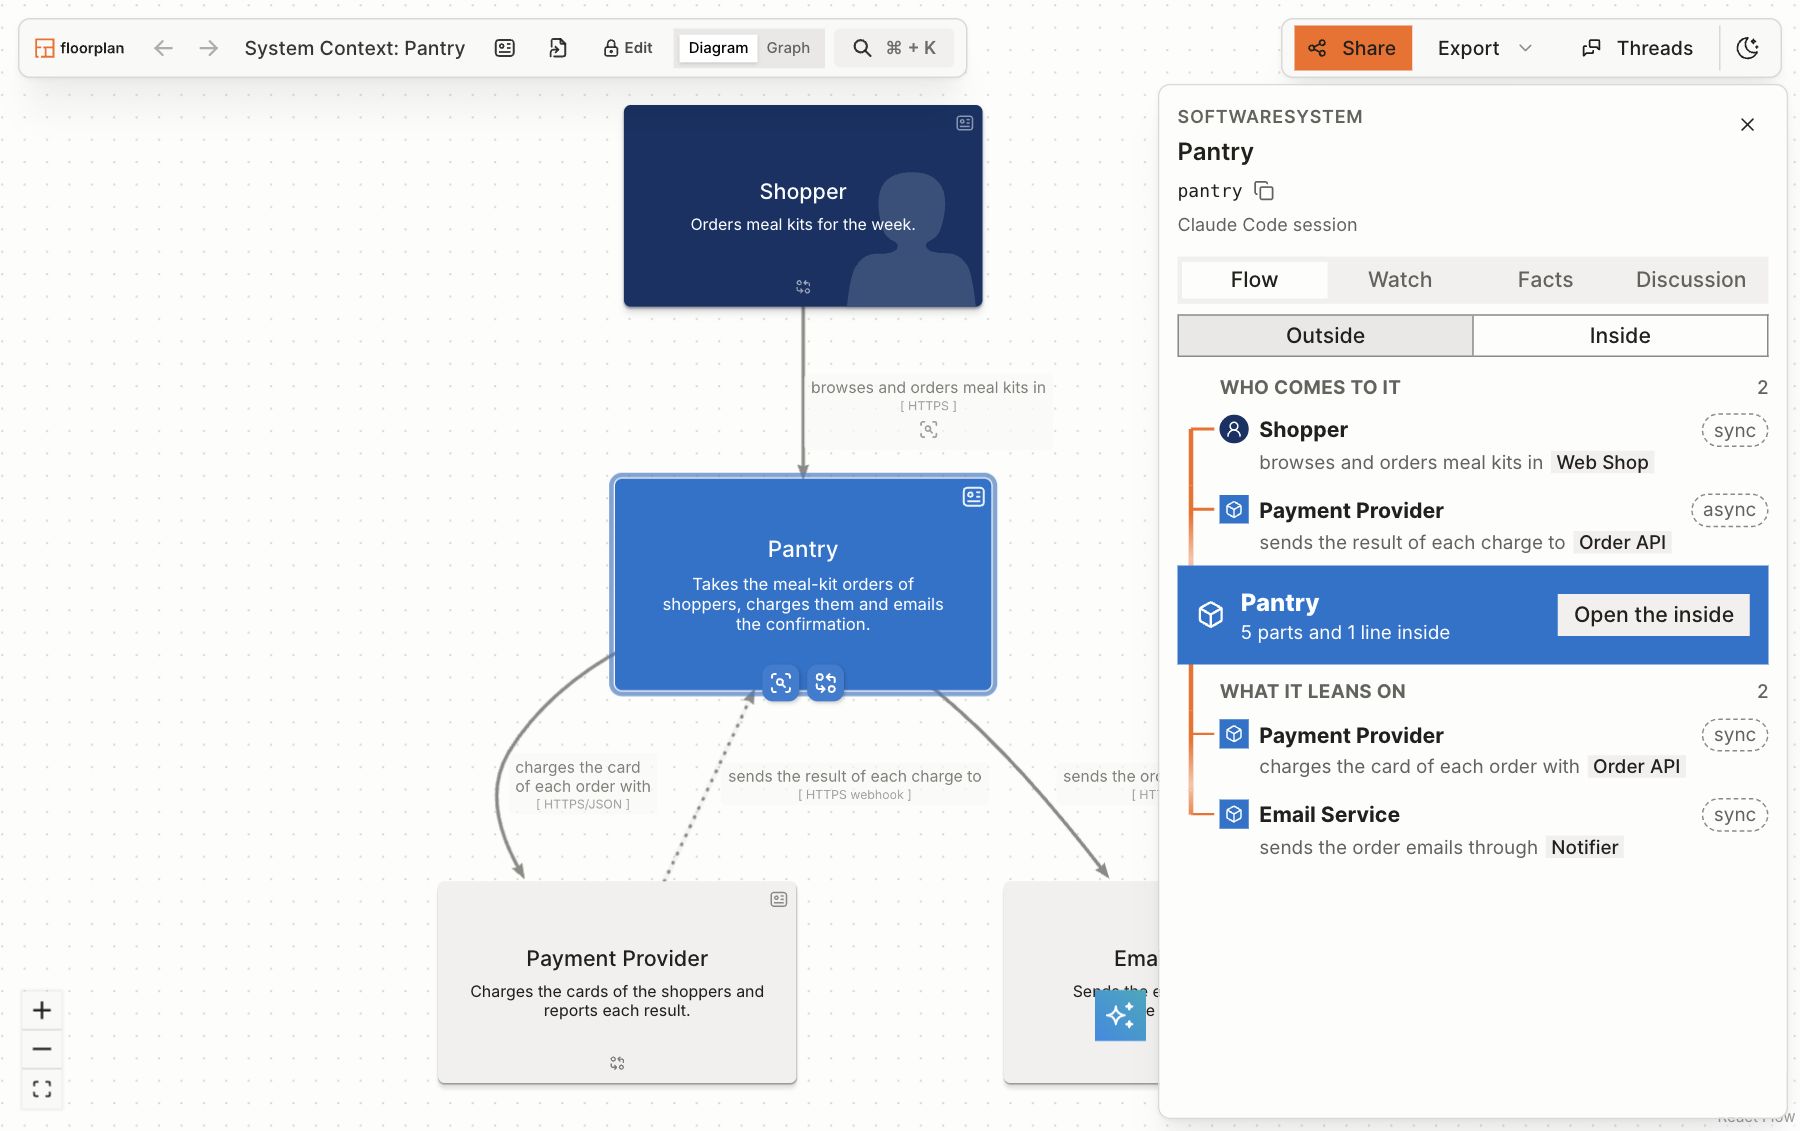 floorplan
System Context: Pantry
Edit
Diagram
Graph
⌘ + K
Share
Export
Threads
Shopper
Orders meal kits for the week.
browses and orders meal kits in
[ HTTPS ]
Pantry
Takes the meal-kit orders of
shoppers, charges them and emails
the confirmation.
charges the card
of each order with
[ HTTPS/JSON ]
sends the result of each charge to
[ HTTPS webhook ]
sends the
Payment Provider
Charges the cards of the shoppers and
reports each result.
SOFTWARESYSTEM
Pantry
pantry
Claude Code session
Flow
Watch
Facts
Discussion
Outside
Inside
WHO COMES TO IT
2
Shopper
sync
browses and orders meal kits in Web Shop
Payment Provider
async
sends the result of each charge to Order API
Pantry
5 parts and 1 line inside
Open the inside
WHAT IT LEANS ON
2
Payment Provider
sync
charges the card of each order with Order API
Email Service
sync
sends the order emails through Notifier